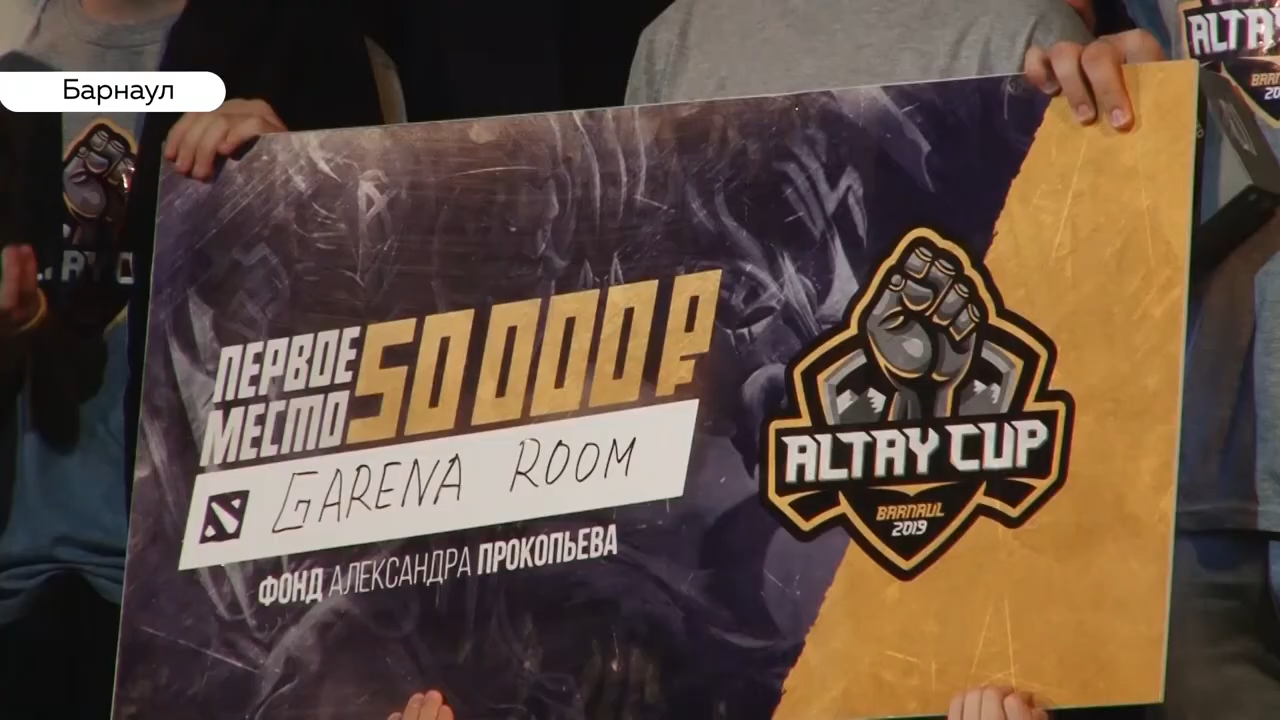 Барнаул
ПЕРВОЕ
МЕСТО
50 000 ₽
GARENA ROOM
ФОНД АЛЕКСАНДРА ПРОКОПЬЕВА
ALTAY CUP
BARNAUL
2019